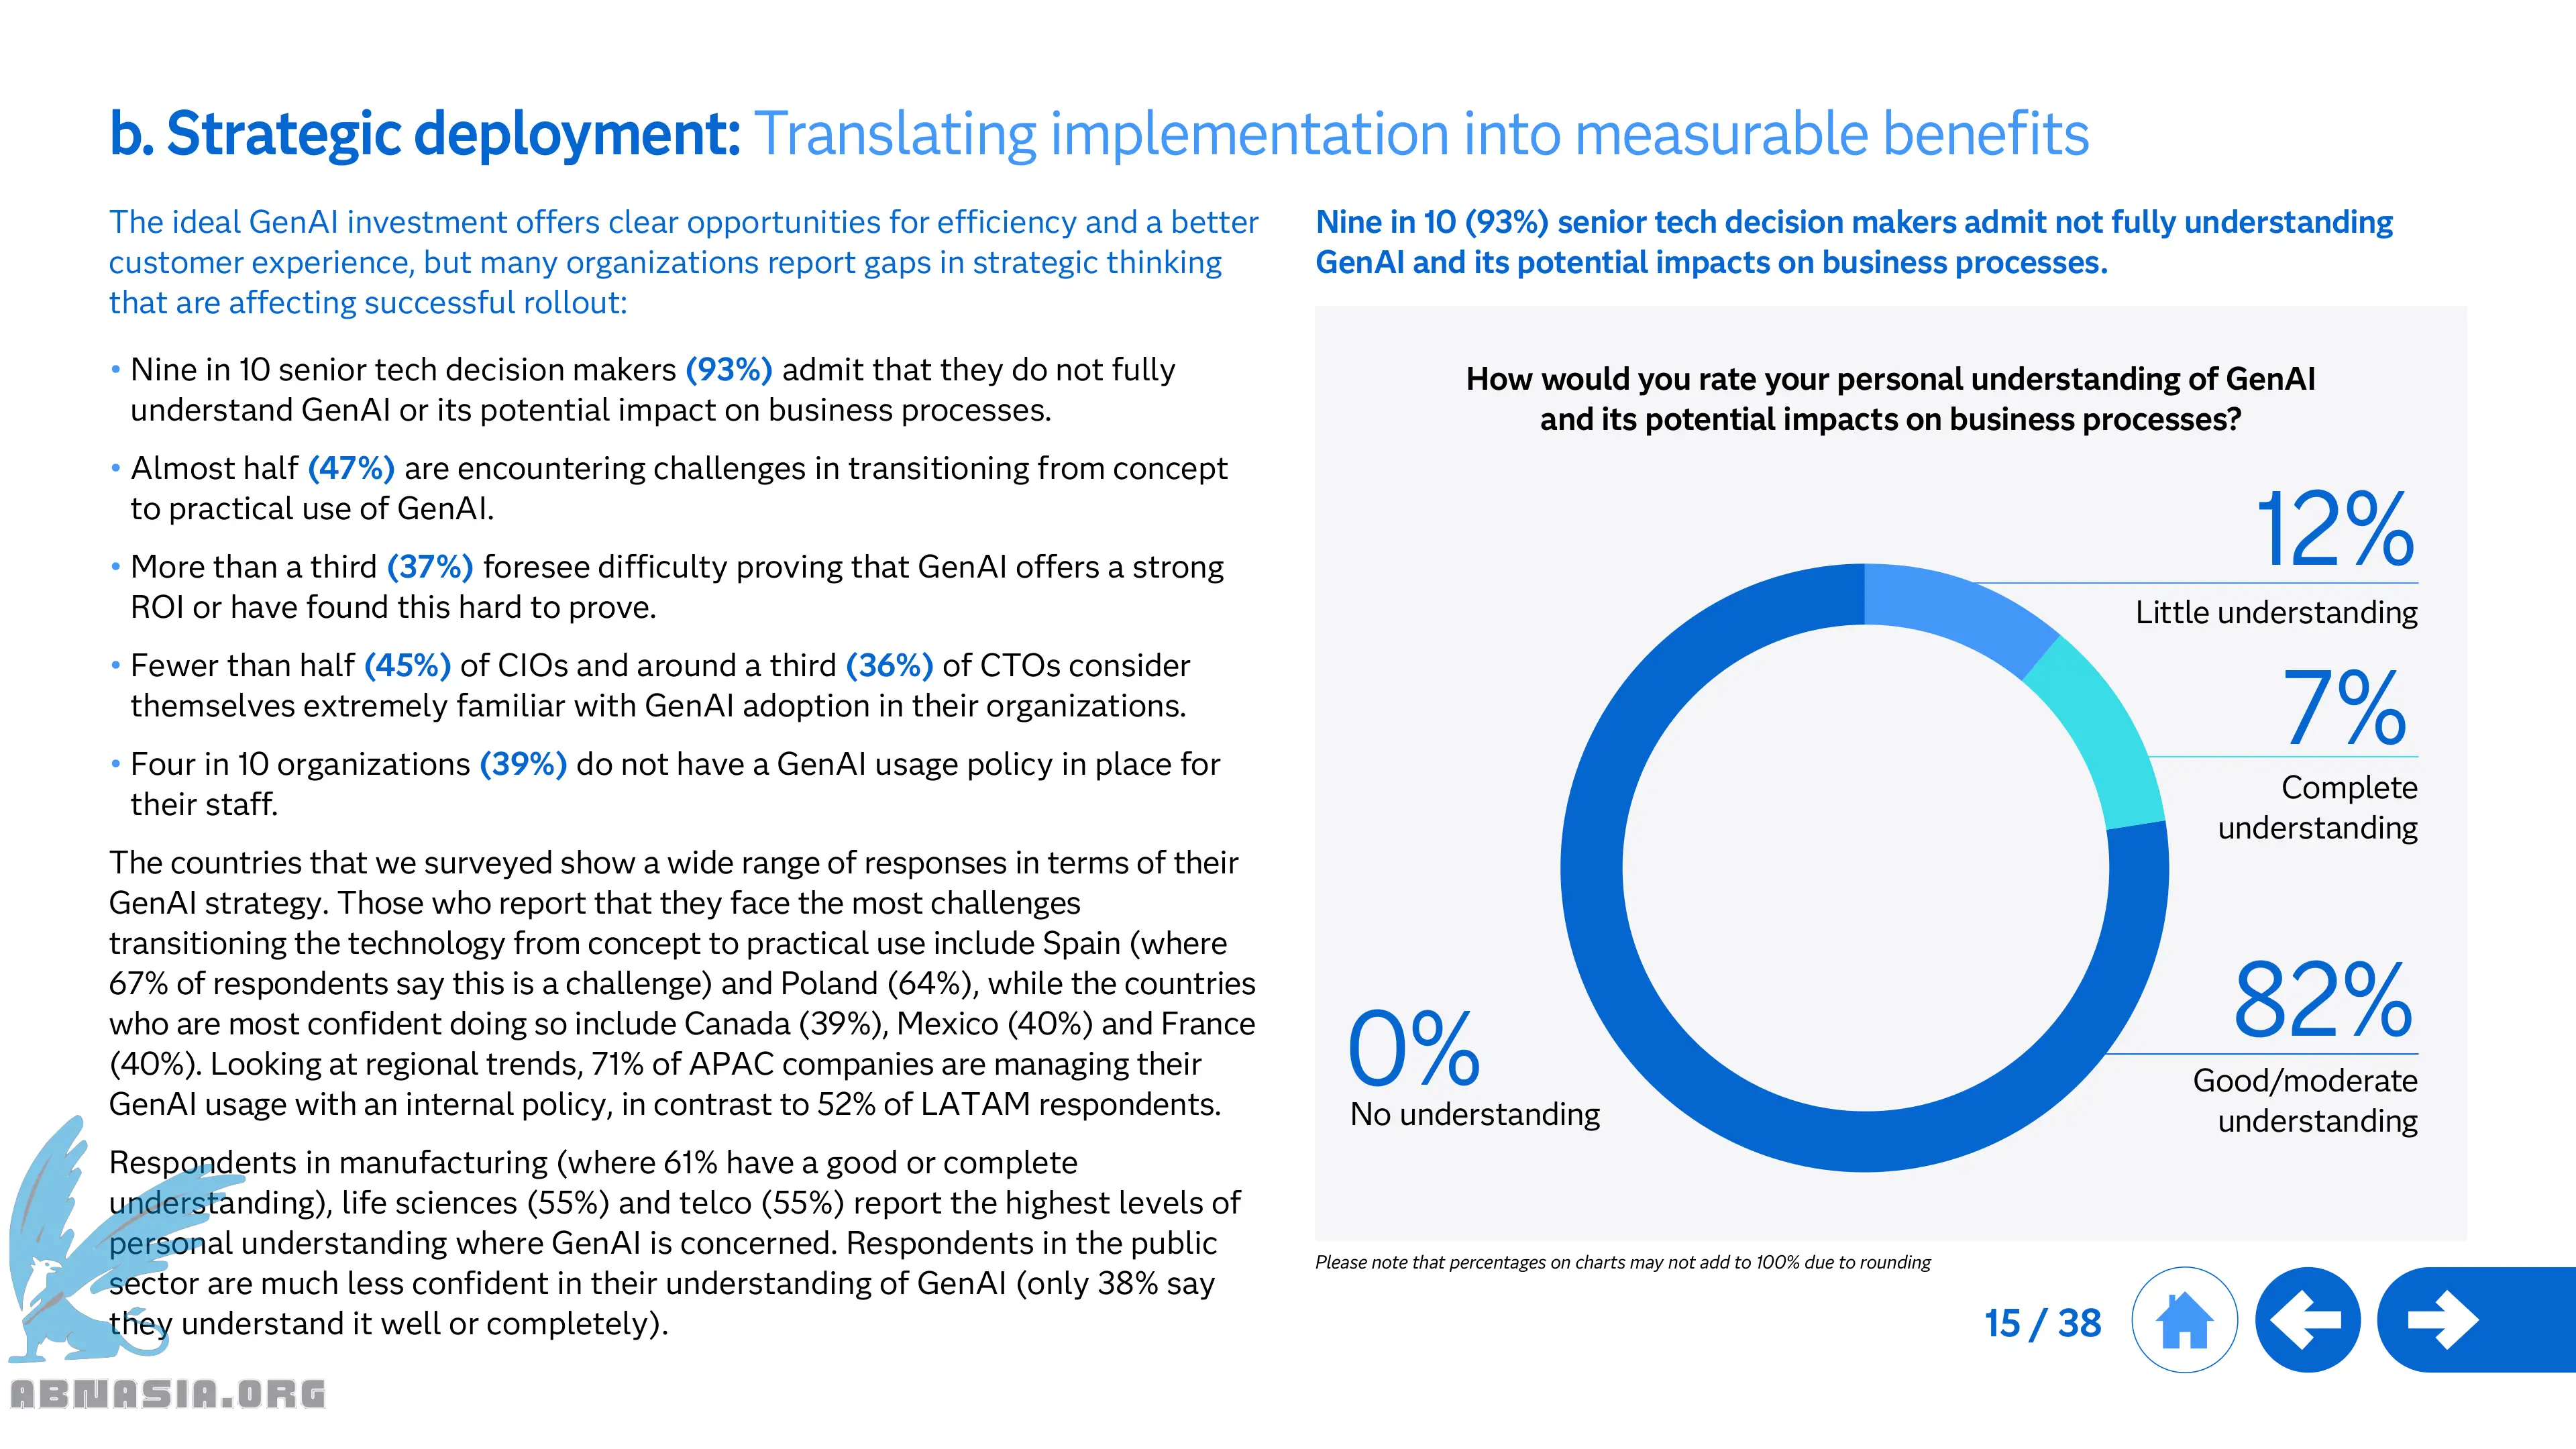 b. Strategic deployment: Translating implementation into measurable benefits
The ideal GenAI investment offers clear opportunities for efficiency and a better
customer experience, but many organizations report gaps in strategic thinking
that are affecting successful rollout:
• Nine in 10 senior tech decision makers (93%) admit that they do not fully
understand GenAI or its potential impact on business processes.
• Almost half (47%) are encountering challenges in transitioning from concept
to practical use of GenAI.
• More than a third (37%) foresee difficulty proving that GenAI offers a strong
ROI or have found this hard to prove.
• Fewer than half (45%) of CIOs and around a third (36%) of CTOs consider
themselves extremely familiar with GenAI adoption in their organizations.
• Four in 10 organizations (39%) do not have a GenAI usage policy in place for
their staff.
The countries that we surveyed show a wide range of responses in terms of their
GenAI strategy. Those who report that they face the most challenges
transitioning the technology from concept to practical use include Spain (where
67% of respondents say this is a challenge) and Poland (64%), while the countries
who are most confident doing so include Canada (39%), Mexico (40%) and France
(40%). Looking at regional trends, 71% of APAC companies are managing their
GenAI usage with an internal policy, in contrast to 52% of LATAM respondents.
Respondents in manufacturing (where 61% have a good or complete
understanding), life sciences (55%) and telco (55%) report the highest levels of
personal understanding where GenAI is concerned. Respondents in the public
sector are much less confident in their understanding of GenAI (only 38% say
they understand it well or completely).
Nine in 10 (93%) senior tech decision makers admit not fully understanding
GenAI and its potential impacts on business processes.
How would you rate your personal understanding of GenAI
and its potential impacts on business processes?
12%
Little understanding
7%
Complete
understanding
82%
Good/moderate
understanding
0%
No understanding
Please note that percentages on charts may not add to 100% due to rounding
15 / 38
ABNASIA.ORG